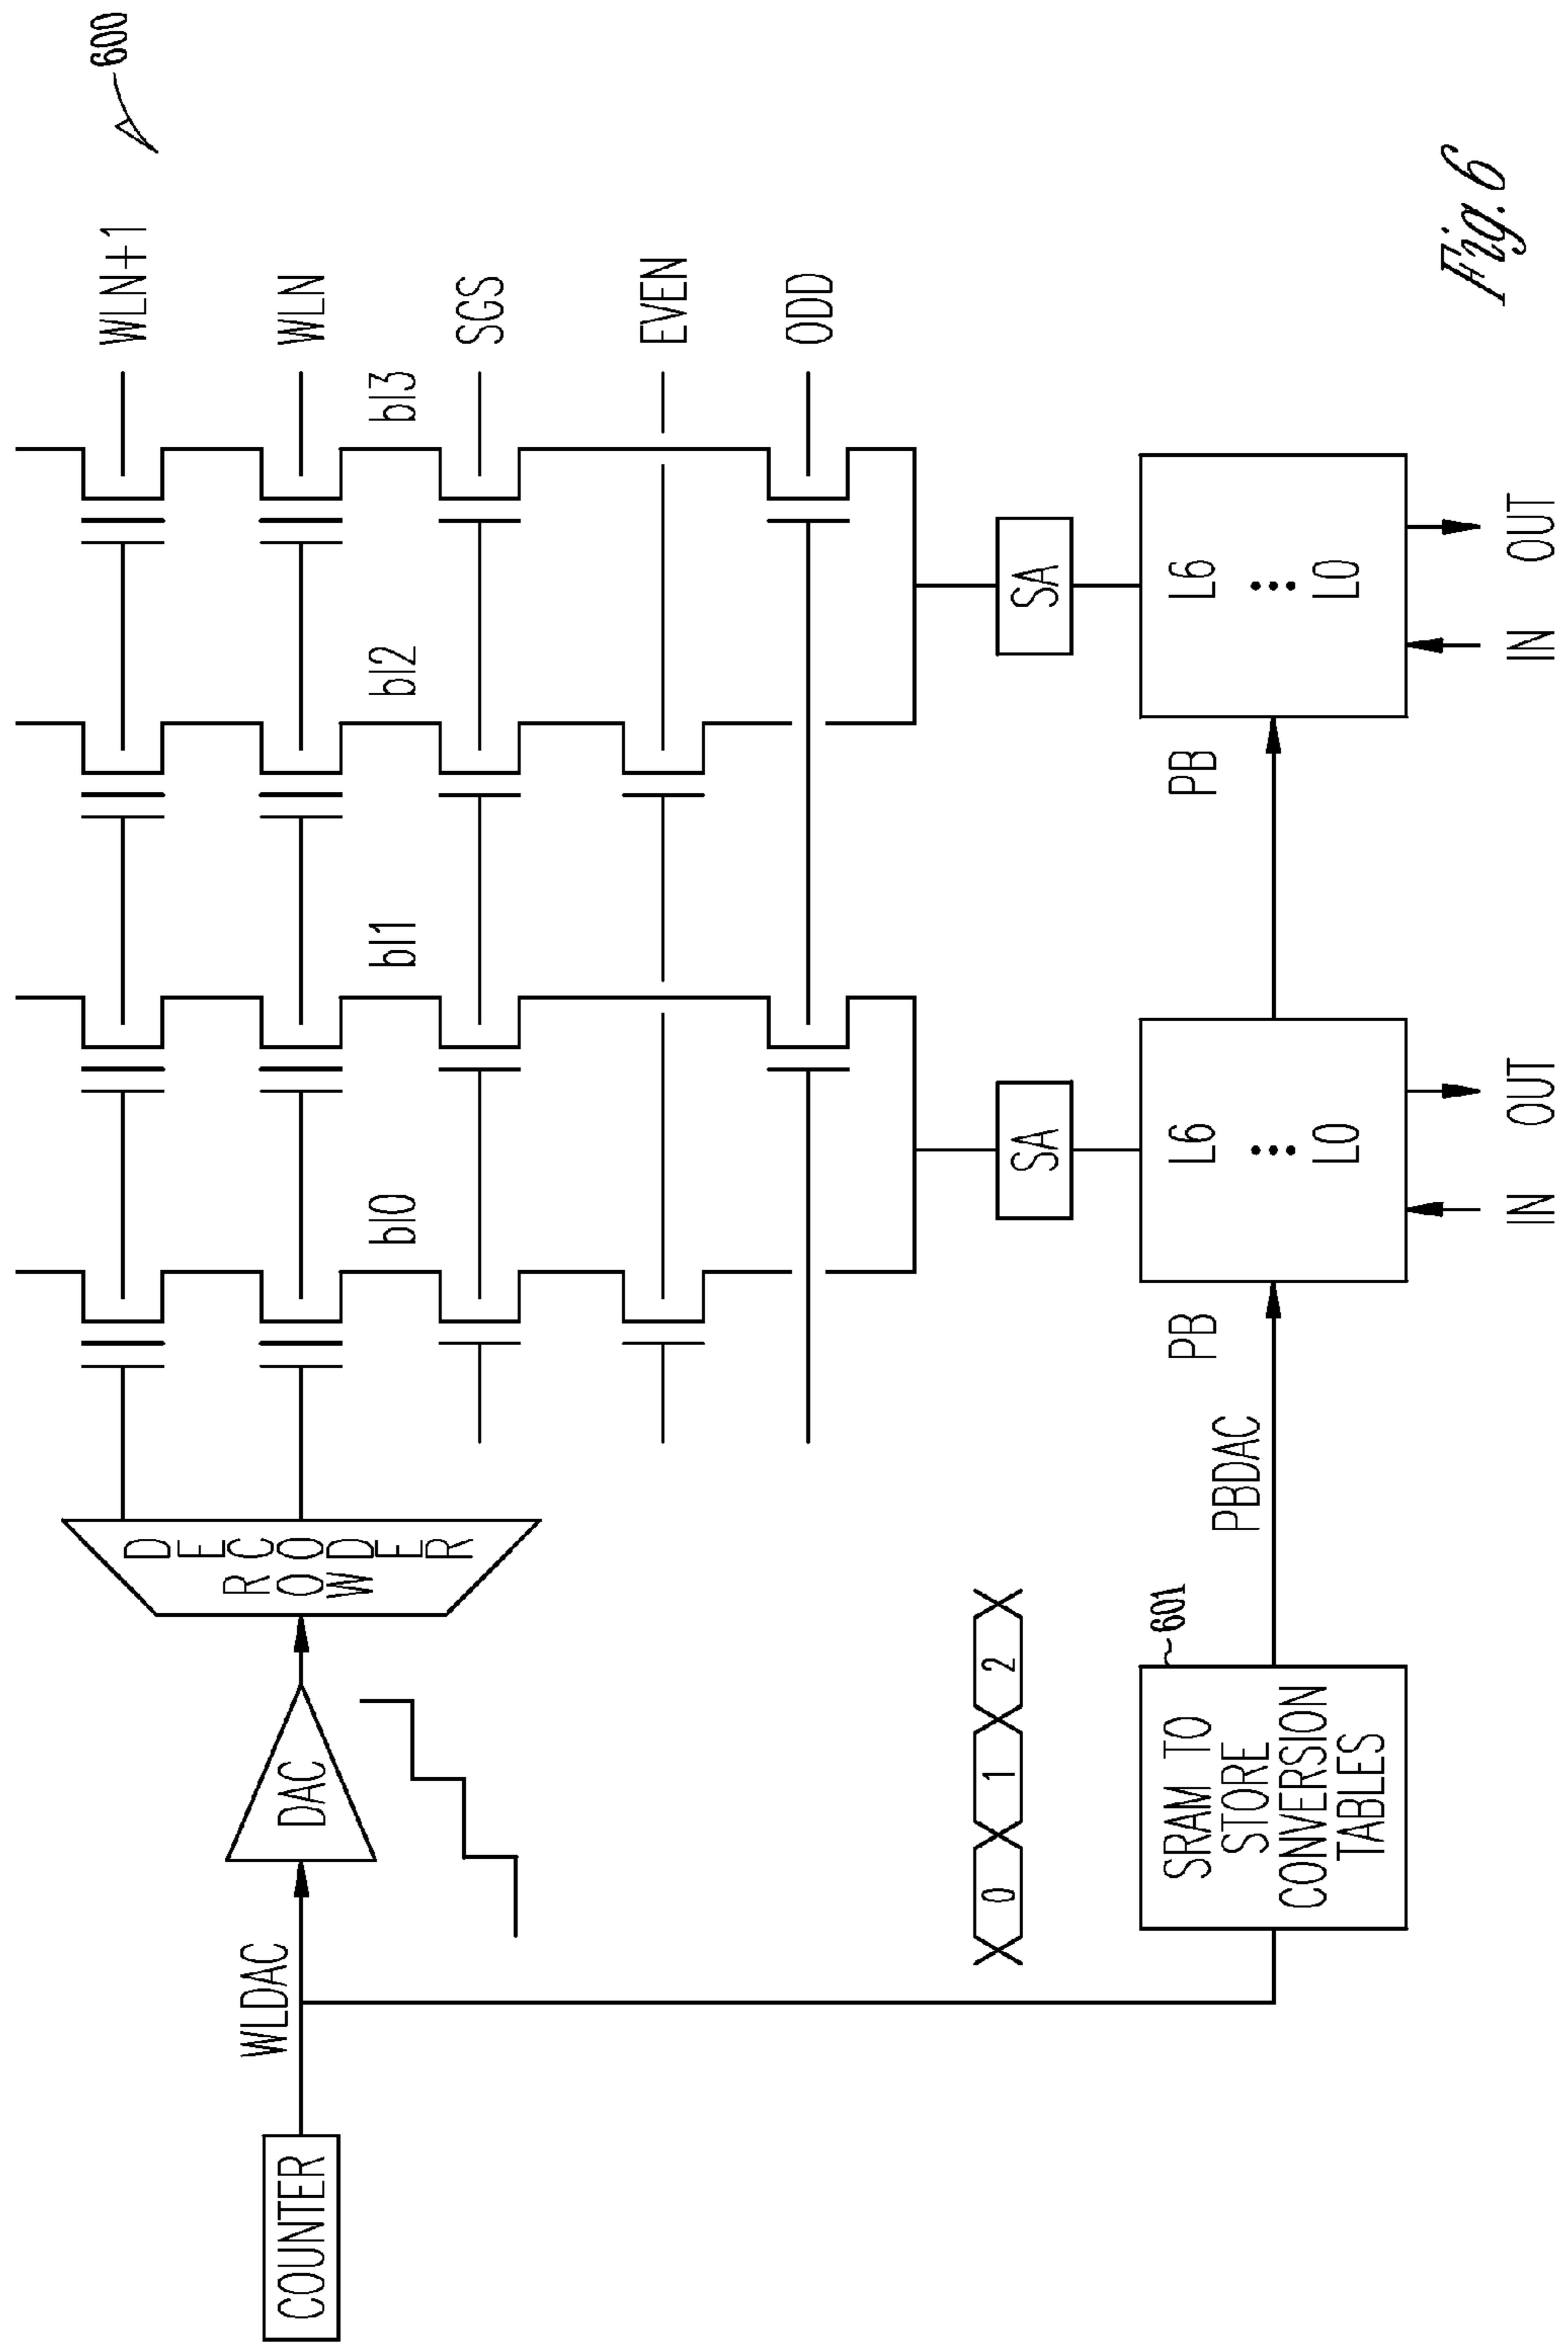 600
WLN+1
WLN
SGS
EVEN
ODD
bl0
bl1
bl2
bl3
COUNTER
WLDAC
DAC
ROW
DECODER
0 1 2
SA
SA
601
SRAM TO
STORE
CONVERSION
TABLES
PBDAC
PB
L6
L0
IN
OUT
PB
L6
L0
IN
OUT
Fig. 6